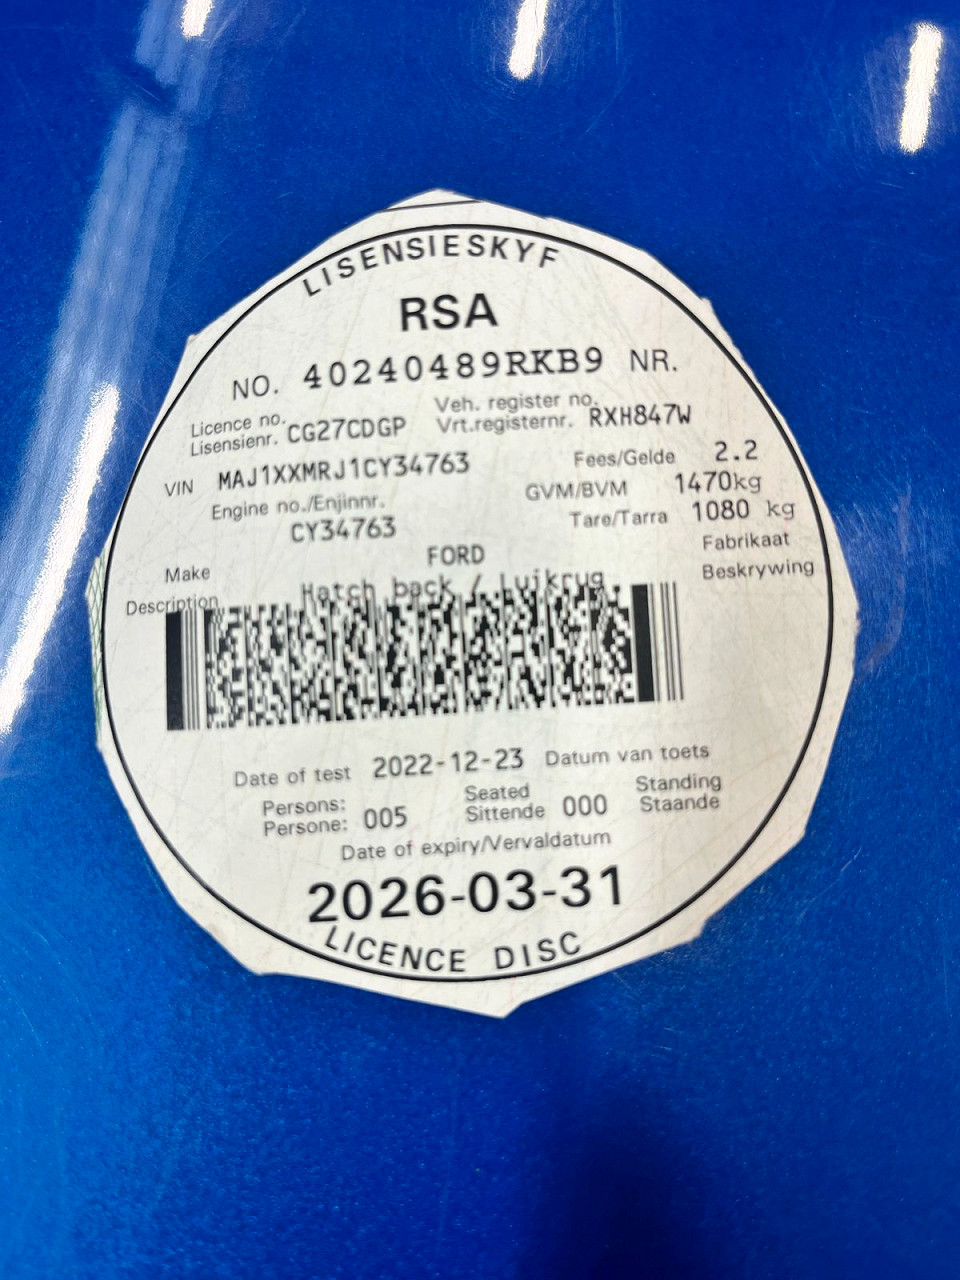 LISENSIESKYF
RSA
NO. 40240489RKB9 NR.
Licence no. Veh. register no.
Lisensienr. CG27CDGP Vrt.registernr. RXH847W
VIN MAJ1XXMRJ1CY34763 Fees/Gelde 2.2
Engine no./Enjinnr. GVM/BVM 1470kg
CY34763 Tare/Tarra 1080 kg
FORD Fabrikaat
Make
Description Hatch back / Luikrug Beskrywing
Date of test 2022-12-23 Datum van toets
Persons: Seated Standing
Persone: 005 Sittende 000 Staande
Date of expiry/Vervaldatum
2026-03-31
LICENCE DISC